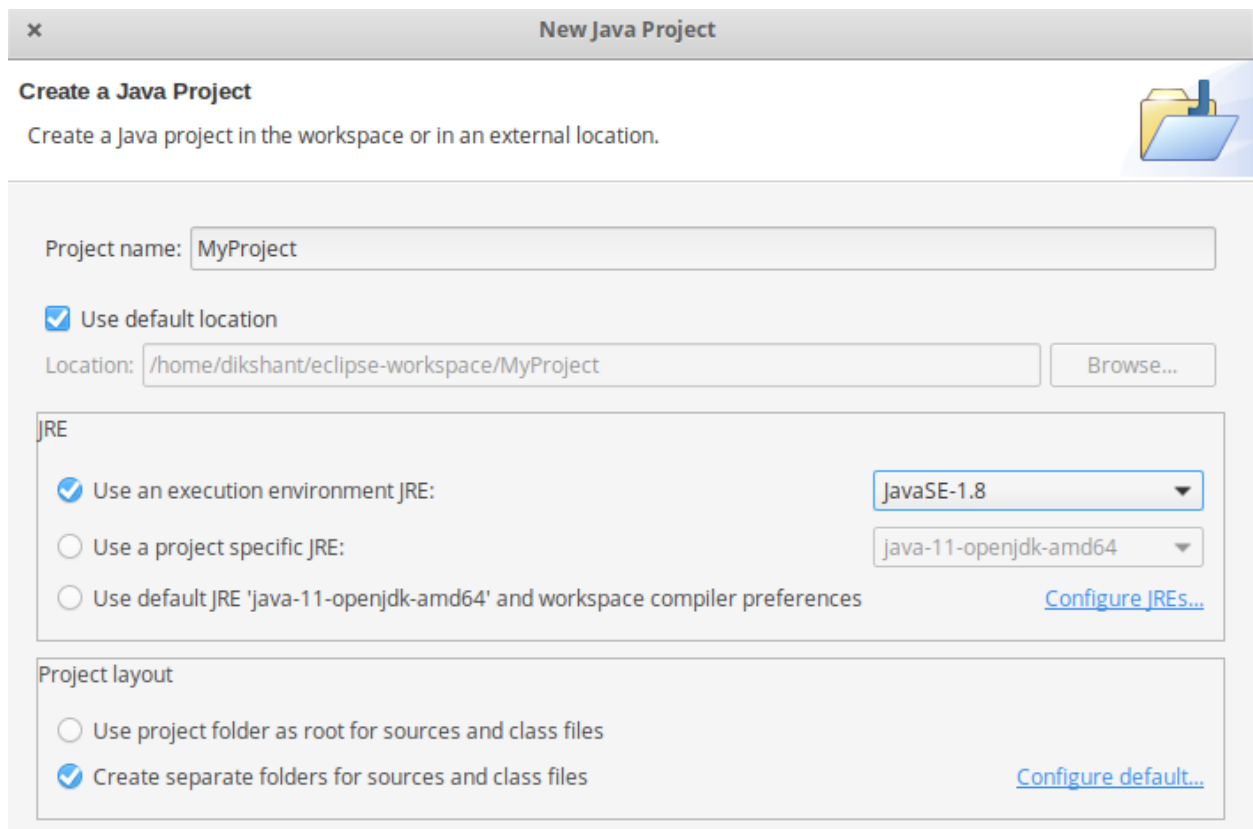 New Java Project
Create a Java Project
Create a Java project in the workspace or in an external location.
Project name: MyProject
Use default location
Location: /home/dikshant/eclipse-workspace/MyProject Browse...
JRE
Use an execution environment JRE: JavaSE-1.8
Use a project specific JRE: java-11-openjdk-amd64
Use default JRE 'java-11-openjdk-amd64' and workspace compiler preferences Configure JREs...
Project layout
Use project folder as root for sources and class files
Create separate folders for sources and class files Configure default...